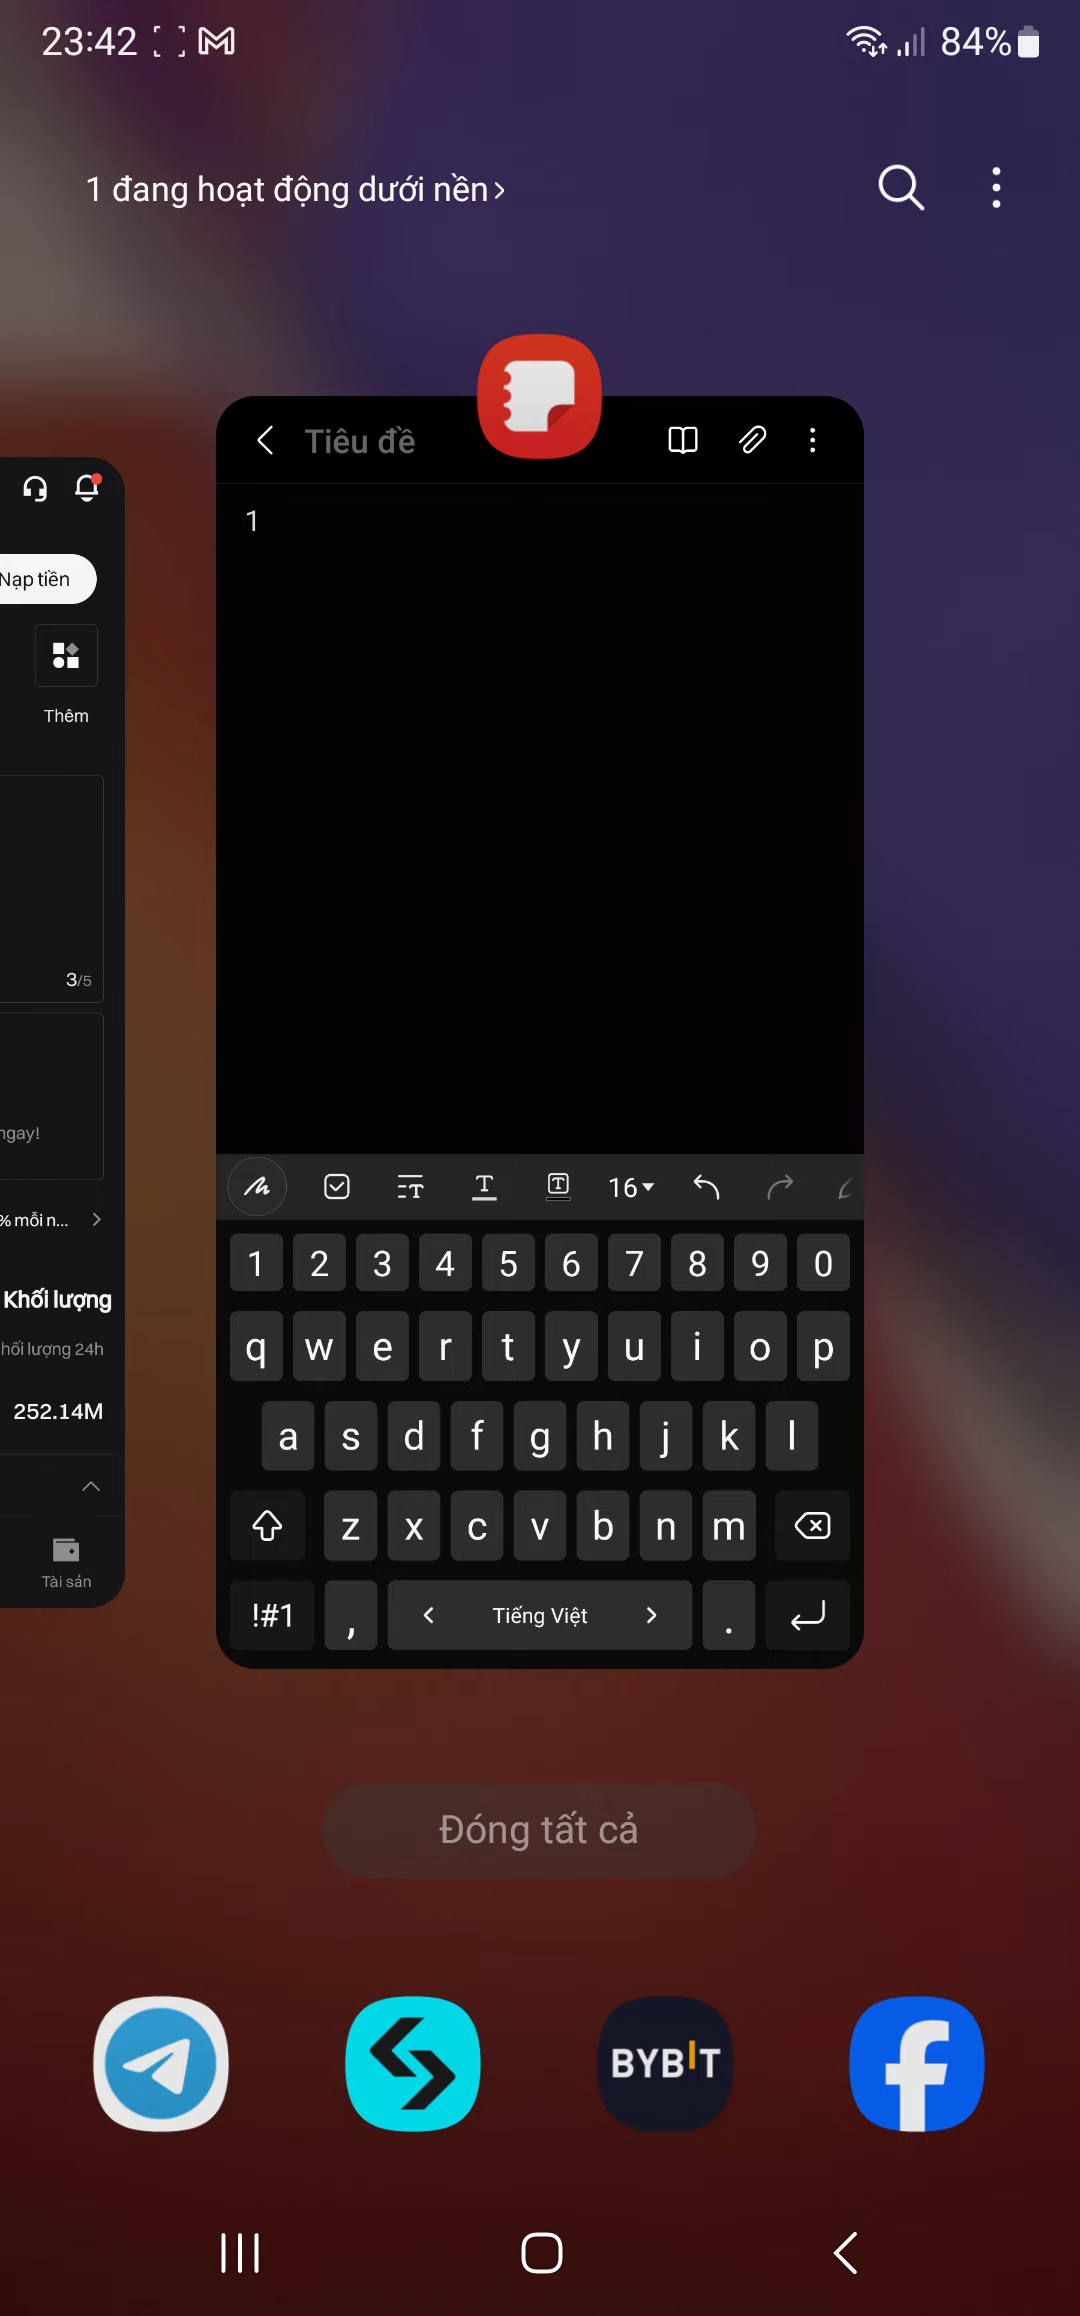 23:42
84%
1 đang hoạt động dưới nền
Tiêu đề
1
Nạp tiền
Thêm
3/5
ngay!
% mỗi n...
Khối lượng
hối lượng 24h
252.14M
Tài sản
16
1 2 3 4 5 6 7 8 9 0
q w e r t y u i o p
a s d f g h j k l
z x c v b n m
!#1 , Tiếng Việt .
Đóng tất cả
BYBIT